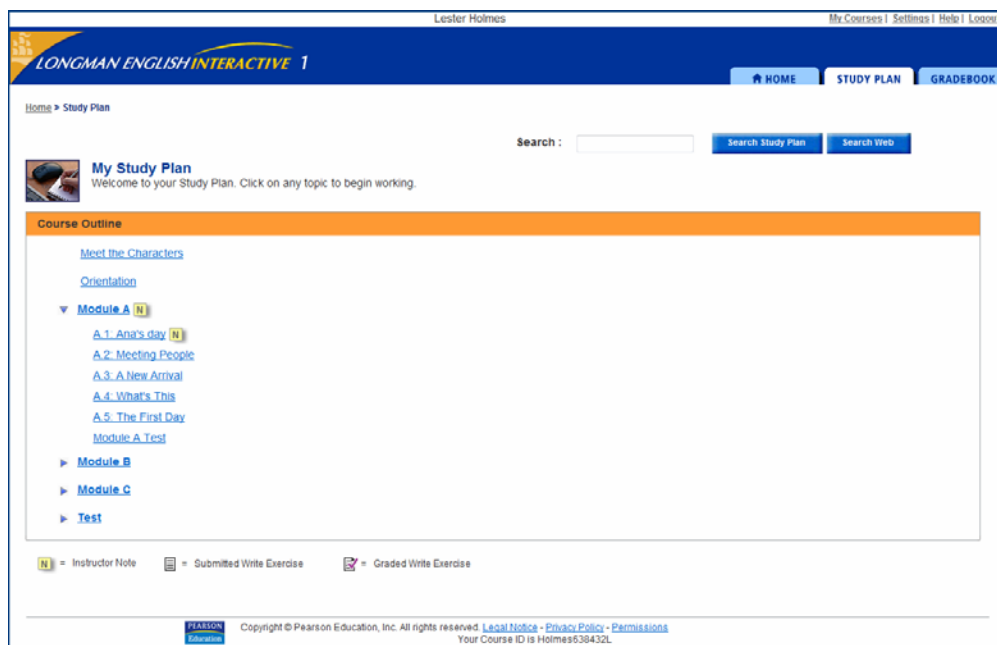 Lester Holmes
My Courses | Settings | Help | Logout
LONGMAN ENGLISH INTERACTIVE 1
HOME
STUDY PLAN
GRADEBOOK
Home » Study Plan
Search :
Search Study Plan
Search Web
My Study Plan
Welcome to your Study Plan. Click on any topic to begin working.
Course Outline
Meet the Characters
Orientation
Module A N
A.1: Ana's day N
A.2: Meeting People
A.3: A New Arrival
A.4: What's This
A.5: The First Day
Module A Test
Module B
Module C
Test
N = Instructor Note = Submitted Write Exercise = Graded Write Exercise
PEARSON
Education
Copyright © Pearson Education, Inc. All rights reserved. Legal Notice - Privacy Policy - Permissions
Your Course ID is Holmes638432L